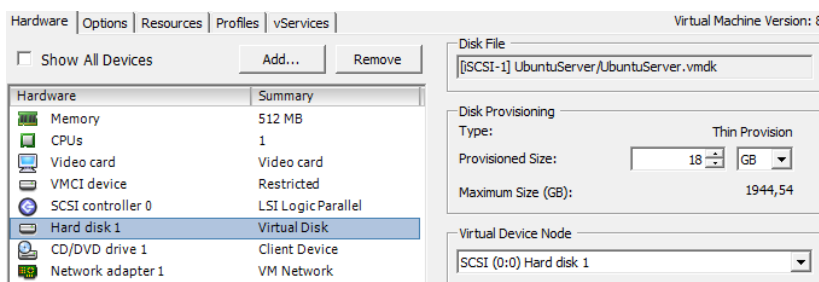 Hardware Options Resources Profiles vServices Virtual Machine Version: 8
Show All Devices Add... Remove
Hardware Summary
Memory 512 MB
CPUs 1
Video card Video card
VMCI device Restricted
SCSI controller 0 LSI Logic Parallel
Hard disk 1 Virtual Disk
CD/DVD drive 1 Client Device
Network adapter 1 VM Network
Disk File
[iSCSI-1] UbuntuServer/UbuntuServer.vmdk
Disk Provisioning
Type: Thin Provision
Provisioned Size: 18 GB
Maximum Size (GB): 1944,54
Virtual Device Node
SCSI (0:0) Hard disk 1